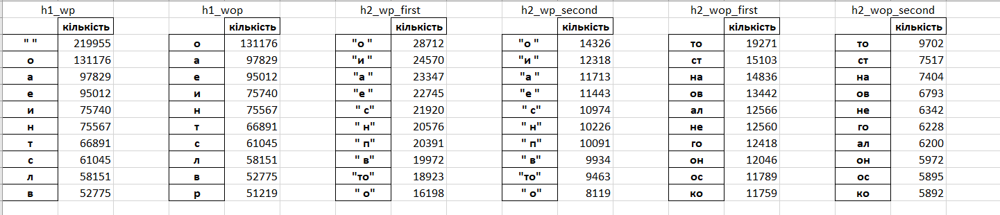 h1_wp h1_wop h2_wp_first h2_wp_second h2_wop_first h2_wop_second
кількість кількість кількість кількість кількість кількість
" " 219955 о 131176 "о " 28712 "о " 14326 то 19271 то 9702
о 131176 а 97829 "и " 24570 "и " 12318 ст 15103 ст 7517
а 97829 е 95012 "а " 23347 "а " 11713 на 14836 на 7404
е 95012 и 75740 "е " 22745 "е " 11443 ов 13442 ов 6793
и 75740 н 75567 " с" 21920 " с" 10974 ал 12566 не 6342
н 75567 т 66891 " н" 20576 " н" 10226 не 12560 го 6228
т 66891 с 61045 " п" 20391 " п" 10091 го 12418 ал 6200
с 61045 л 58151 " в" 19972 " в" 9934 он 12046 он 5972
л 58151 в 52775 "то" 18923 "то" 9463 ос 11789 ос 5895
в 52775 р 51219 " о" 16198 " о" 8119 ко 11759 ко 5892